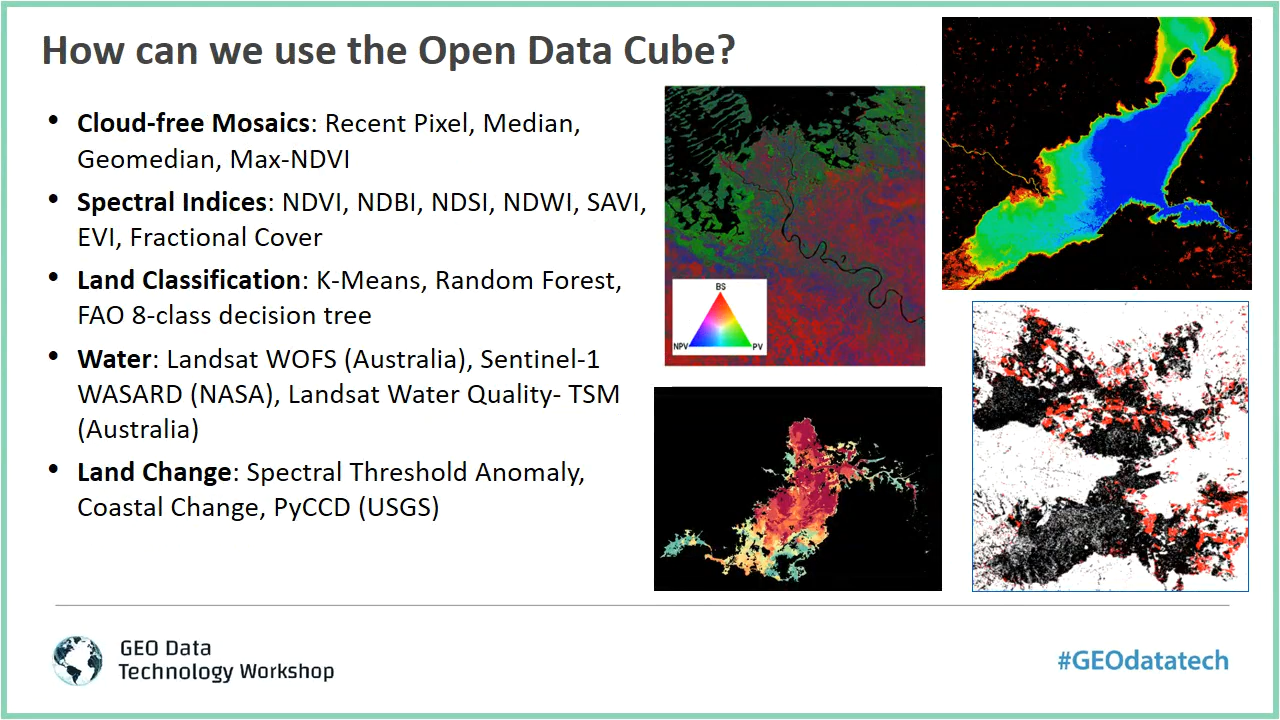 How can we use the Open Data Cube?
• Cloud-free Mosaics: Recent Pixel, Median,
Geomedian, Max-NDVI
• Spectral Indices: NDVI, NDBI, NDSI, NDWI, SAVI,
EVI, Fractional Cover
• Land Classification: K-Means, Random Forest,
FAO 8-class decision tree
• Water: Landsat WOFS (Australia), Sentinel-1
WASARD (NASA), Landsat Water Quality- TSM
(Australia)
• Land Change: Spectral Threshold Anomaly,
Coastal Change, PyCCD (USGS)
BS
NPV
PV
GEO Data
Technology Workshop
#GEOdatatech